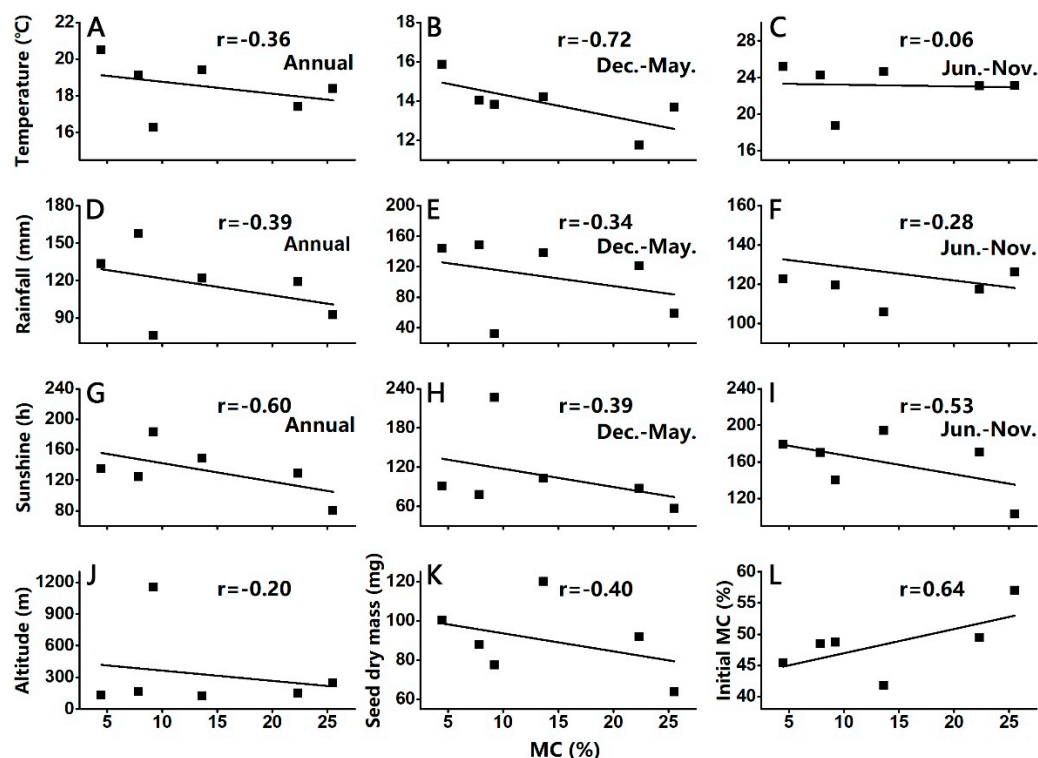 A
r=-0.36
Annual
B
r=-0.72
Dec.-May.
C
r=-0.06
Jun.-Nov.
Temperature (℃)
22
20
18
16
18
16
14
12
28
24
20
16
D
r=-0.39
Annual
E
r=-0.34
Dec.-May.
F
r=-0.28
Jun.-Nov.
Rainfall (mm)
180
150
120
90
200
160
120
80
40
160
140
120
100
G
r=-0.60
Annual
H
r=-0.39
Dec.-May.
I
r=-0.53
Jun.-Nov.
Sunshine (h)
240
200
160
120
80
240
180
120
60
240
200
160
120
J
r=-0.20
K
r=-0.40
L
r=0.64
Altitude (m)
1200
900
600
300
0
Seed dry mass (mg)
120
100
80
60
Initial MC (%)
60
55
50
45
40
5 10 15 20 25
5 10 15 20 25
5 10 15 20 25
MC (%)